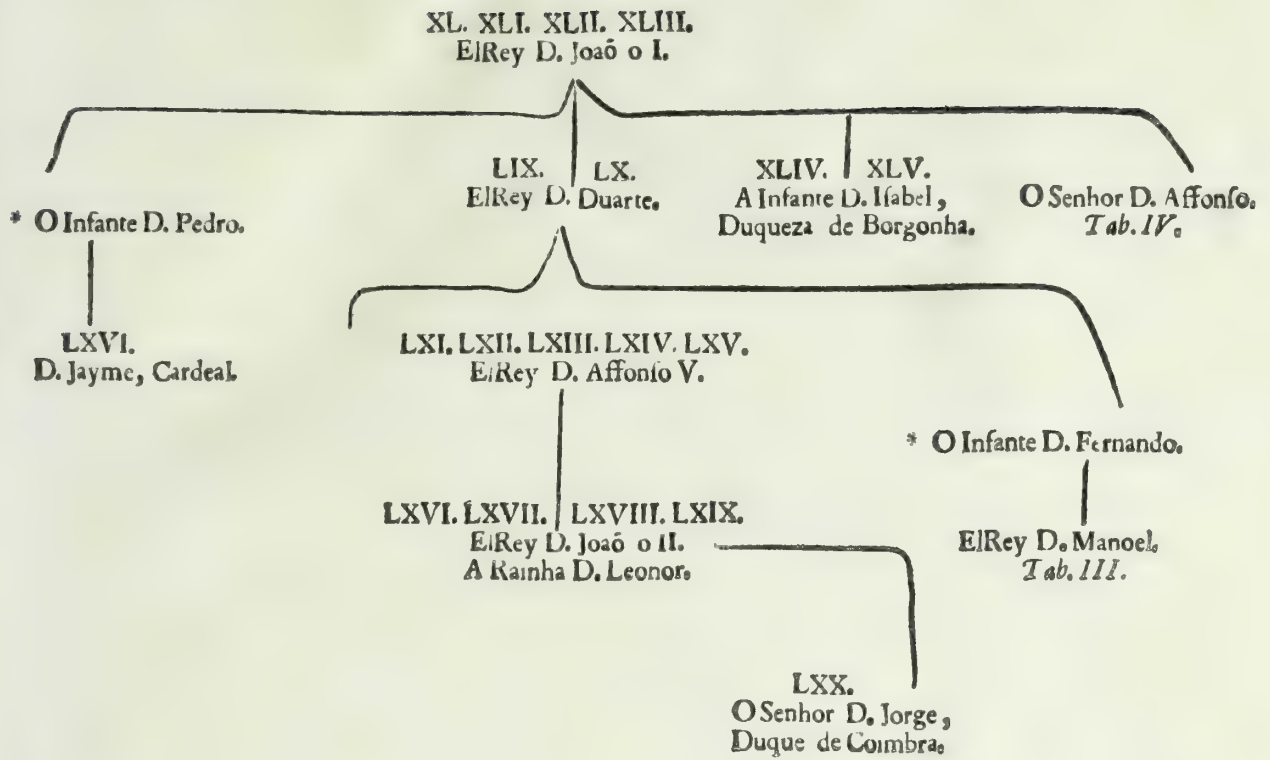 XL. XLI. XLII. XLIII.
ElRey D. Joaõ o I.
LIX. LX.
ElRey D. Duarte.
XLIV. XLV.
A Infante D. Iſabel,
Duqueza de Borgonha.
O Senhor D. Affonſo.
Tab. IV.
* O Infante D. Pedro.
LXVI.
D. Jayme, Cardeal.
LXI. LXII. LXIII. LXIV. LXV.
ElRey D. Affonſo V.
* O Infante D. Fernando.
LXVI. LXVII. LXVIII. LXIX.
ElRey D. Joaõ o II.
A Rainha D. Leonor.
ElRey D. Manoel.
Tab. III.
LXX.
O Senhor D. Jorge,
Duque de Coimbra.